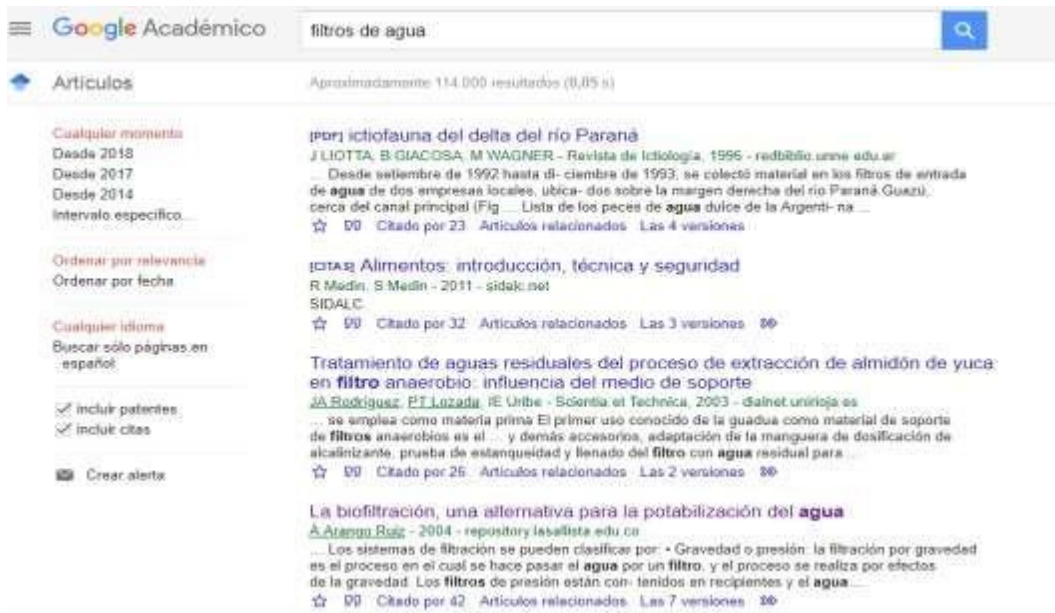 Google Académico
filtros de agua
Artículos
Aproximadamente 114.000 resultados (0,05 s)
Cualquier momento
Desde 2018
Desde 2017
Desde 2014
Intervalo específico...
Ordenar por relevancia
Ordenar por fecha
Cualquier idioma
Buscar sólo páginas en
español
incluir patentes
incluir citas
Crear alerta
[PDF] ictiofauna del delta del río Paraná
J LIOTTA, B GIACOSA, M WAGNER - Revista de Ictiología, 1995 - redbiblio.unne.edu.ar
... Desde setiembre de 1992 hasta di- ciembre de 1993, se colectó material en los filtros de entrada
de agua de dos empresas locales, ubica- dos sobre la margen derecha del río Paraná Guazú,
cerca del canal principal (Fig ... Lista de los peces de agua dulce de la Argenti- na ...
Citado por 23 Artículos relacionados Las 4 versiones
[CITAS] Alimentos: introducción, técnica y seguridad
R Medin, S Medin - 2011 - sidalc.net
SIDALC
Citado por 32 Artículos relacionados Las 3 versiones
Tratamiento de aguas residuales del proceso de extracción de almidón de yuca
en filtro anaerobio: influencia del medio de soporte
JA Rodríguez, PT Lozada, IE Uribe - Scientia et Technica, 2003 - dialnet.unirioja.es
... se emplea como materia prima El primer uso conocido de la guadua como material de soporte
de filtros anaerobios es el ... y demás accesorios, adaptación de la manguera de dosificación de
alcalinizante, prueba de estanqueidad y llenado del filtro con agua residual para ...
Citado por 26 Artículos relacionados Las 2 versiones
La biofiltración, una alternativa para la potabilización del agua
Á Arango Ruiz - 2004 - repository.lasallista.edu.co
... Los sistemas de filtración se pueden clasificar por: • Gravedad o presión: la filtración por gravedad
es el proceso en el cual se hace pasar el agua por un filtro, y el proceso se realiza por efectos
de la gravedad. Los filtros de presión están con- tenidos en recipientes y el agua ...
Citado por 42 Artículos relacionados Las 7 versiones